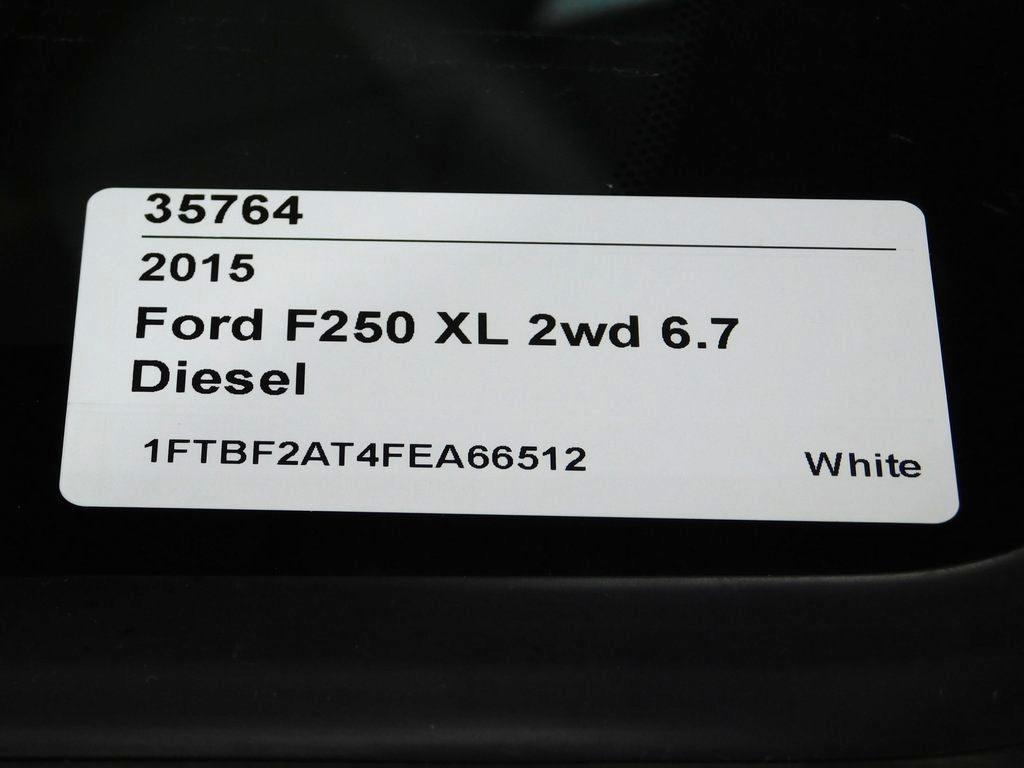 35764
2015
Ford F250 XL 2wd 6.7
Diesel
1FTBF2AT4FEA66512 White